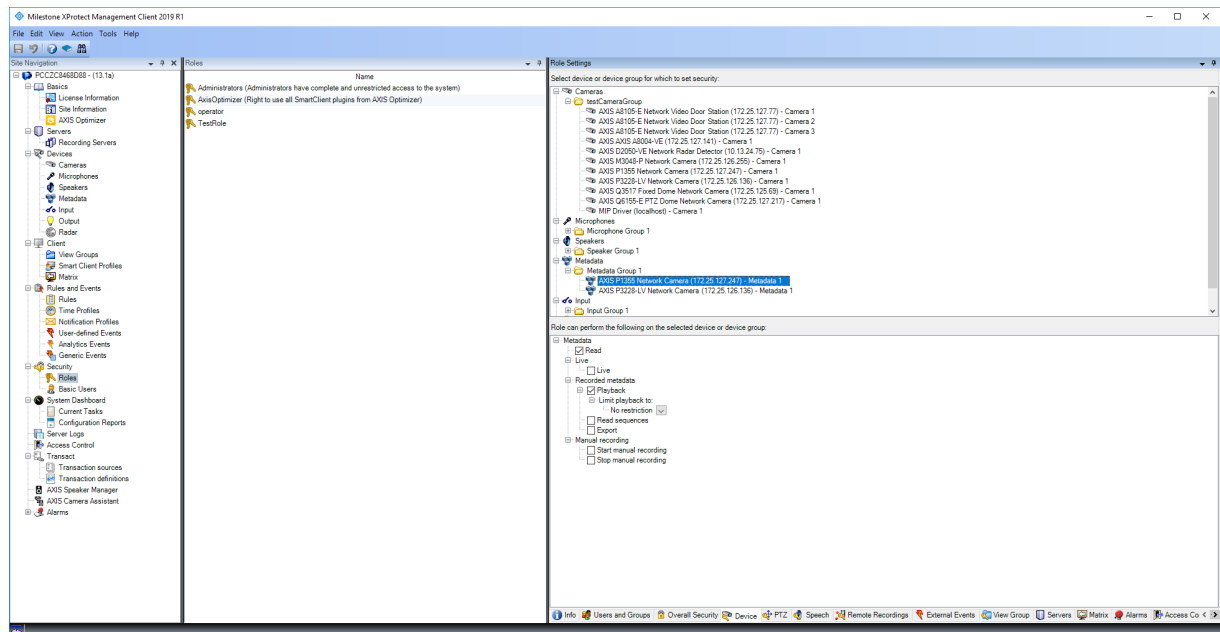 Milestone XProtect Management Client 2019 R1
File Edit View Action Tools Help
Site Navigation
PCCZC8468D88 - (13.1a)
Basics
License Information
Site Information
AXIS Optimizer
Servers
Recording Servers
Devices
Cameras
Microphones
Speakers
Metadata
Input
Output
Radar
Client
View Groups
Smart Client Profiles
Matrix
Rules and Events
Rules
Time Profiles
Notification Profiles
User-defined Events
Analytics Events
Generic Events
Security
Roles
Basic Users
System Dashboard
Current Tasks
Configuration Reports
Server Logs
Access Control
Transact
Transaction sources
Transaction definitions
AXIS Speaker Manager
AXIS Camera Assistant
Alarms
Roles
Name
Administrators (Administrators have complete and unrestricted access to the system)
AxisOptimizer (Right to use all SmartClient plugins from AXIS Optimizer)
operator
TestRole
Role Settings
Select device or device group for which to set security:
Cameras
testCameraGroup
AXIS A8105-E Network Video Door Station (172.25.127.77) - Camera 1
AXIS A8105-E Network Video Door Station (172.25.127.77) - Camera 2
AXIS A8105-E Network Video Door Station (172.25.127.77) - Camera 3
AXIS AXIS A8004-VE (172.25.127.141) - Camera 1
AXIS D2050-VE Network Radar Detector (10.13.24.75) - Camera 1
AXIS M3048-P Network Camera (172.25.126.255) - Camera 1
AXIS P1355 Network Camera (172.25.127.247) - Camera 1
AXIS P3228-LV Network Camera (172.25.126.136) - Camera 1
AXIS Q3517 Fixed Dome Network Camera (172.25.125.69) - Camera 1
AXIS Q6155-E PTZ Dome Network Camera (172.25.127.217) - Camera 1
MIP Driver (localhost) - Camera 1
Microphones
Microphone Group 1
Speakers
Speaker Group 1
Metadata
Metadata Group 1
AXIS P1355 Network Camera (172.25.127.247) - Metadata 1
AXIS P3228-LV Network Camera (172.25.126.136) - Metadata 1
Input
Input Group 1
Role can perform the following on the selected device or device group:
Metadata
Read
Live
Live
Recorded metadata
Playback
Limit playback to:
No restriction
Read sequences
Export
Manual recording
Start manual recording
Stop manual recording
Info Users and Groups Overall Security Device PTZ Speech Remote Recordings External Events View Group Servers Matrix Alarms Access Co